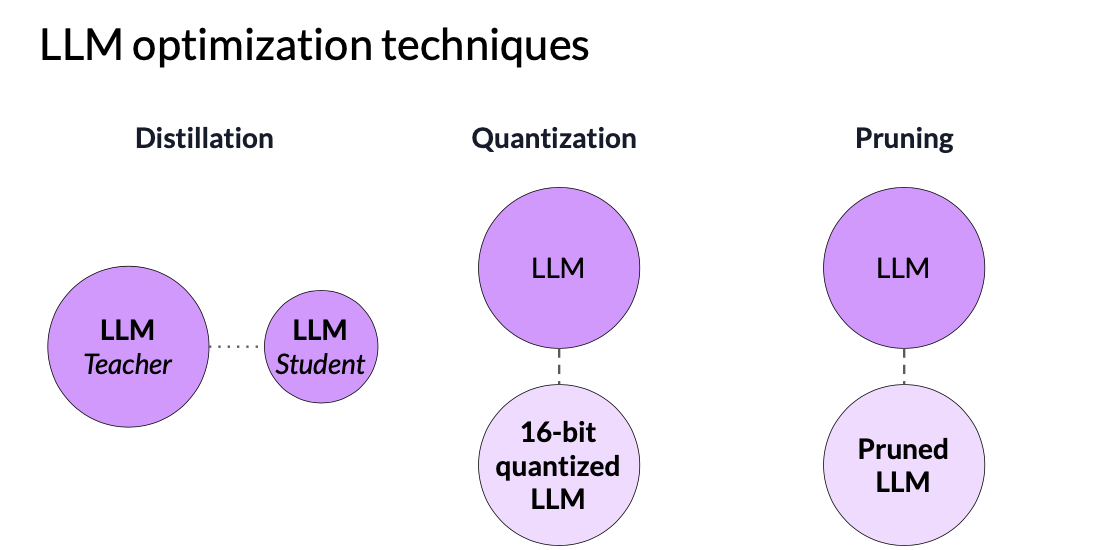 LLM optimization techniques
Distillation
Quantization
Pruning
LLM
Teacher
LLM
Student
LLM
16-bit
quantized
LLM
LLM
Pruned
LLM